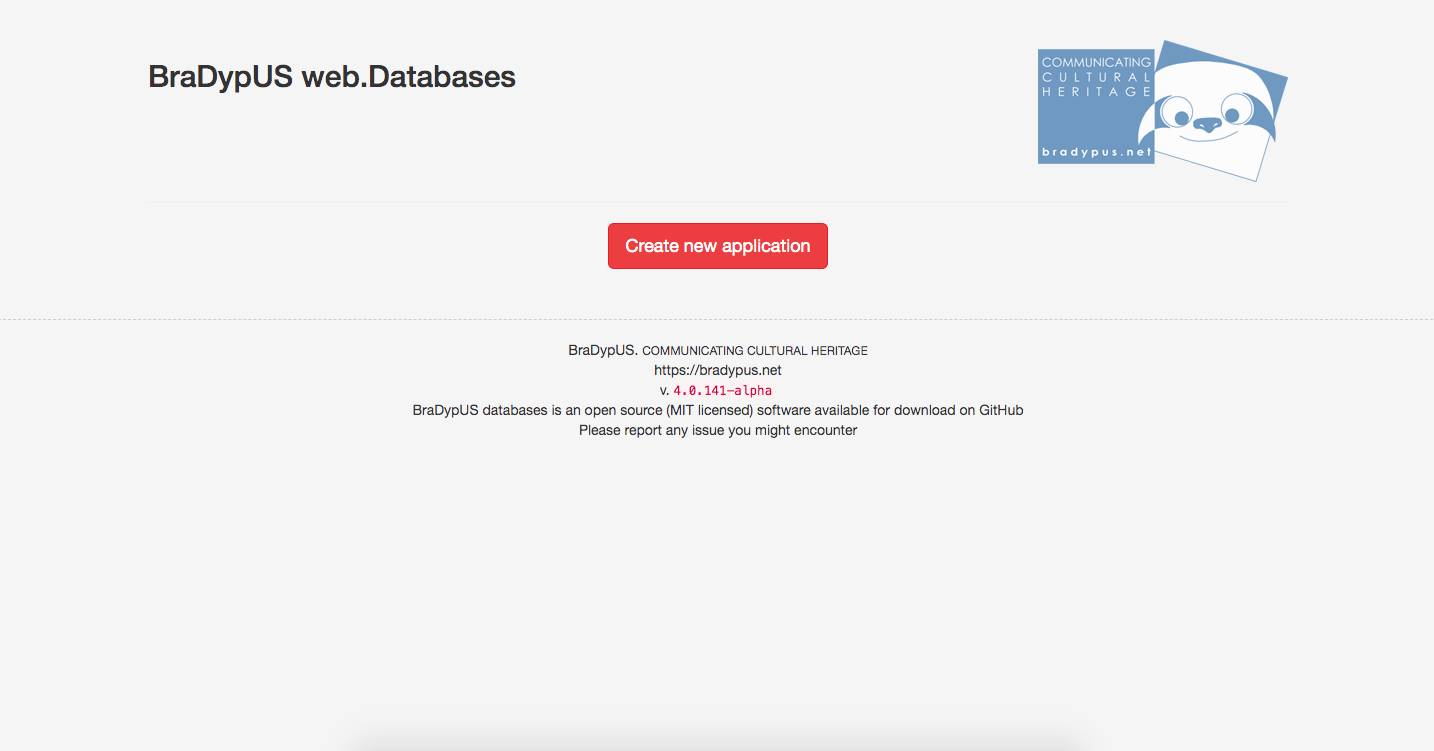 BraDypUS web.Databases
COMMUNICATING
CULTURAL
HERITAGE
bradypus.net
Create new application
BraDypUS. COMMUNICATING CULTURAL HERITAGE
https://bradypus.net
v. 4.0.141-alpha
BraDypUS databases is an open source (MIT licensed) software available for download on GitHub
Please report any issue you might encounter